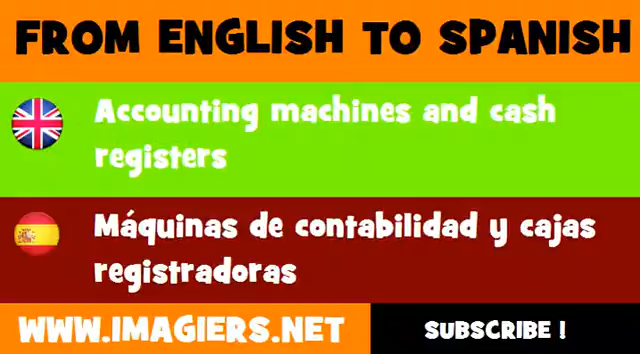 FROM ENGLISH TO SPANISH
Accounting machines and cash
registers
Máquinas de contabilidad y cajas
registradoras
WWW.IMAGIERS.NET
SUBSCRIBE !